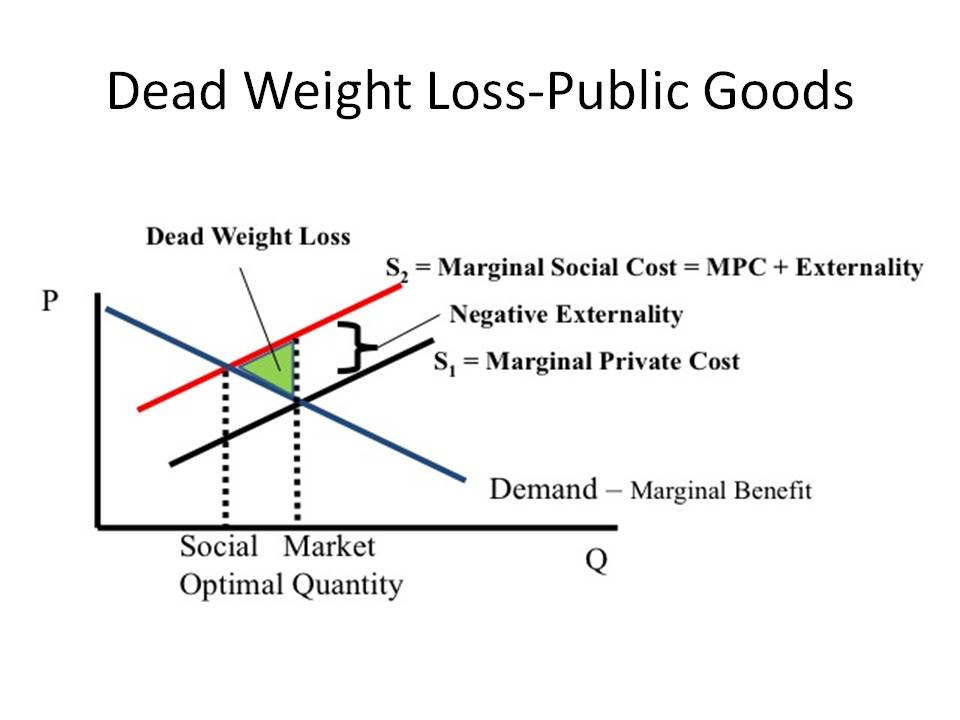 Dead Weight Loss-Public Goods
Dead Weight Loss
S2 = Marginal Social Cost = MPC + Externality
P
Negative Externality
S1 = Marginal Private Cost
Demand – Marginal Benefit
Social Market
Optimal Quantity
Q